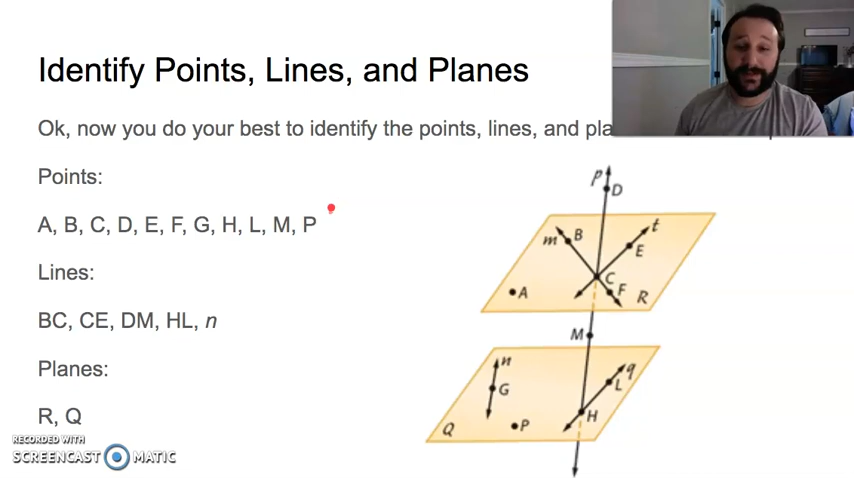 Identify Points, Lines, and Planes
Ok, now you do your best to identify the points, lines, and
Points:
A, B, C, D, E, F, G, H, L, M, P
Lines:
BC, CE, DM, HL, n
Planes:
R, Q
p
D
m
B
t
E
C
F
R
A
M
n
G
q
L
H
P
Q
RECORDED WITH
SCREENCAST MATIC